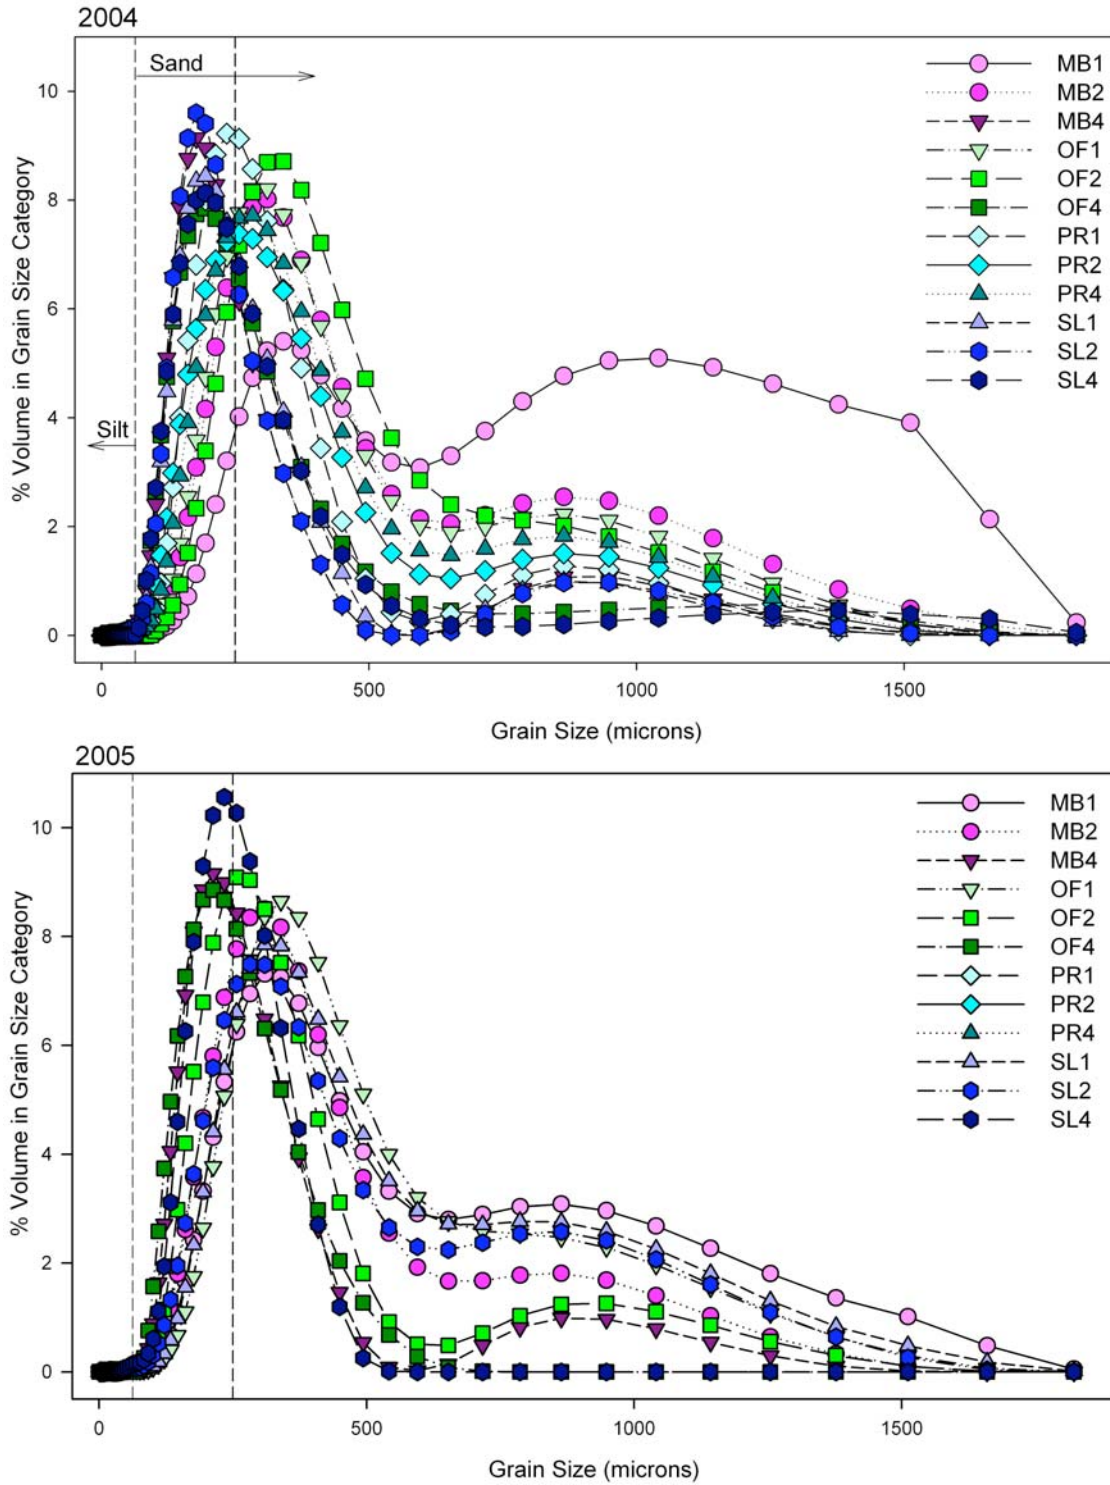 2004
Sand
Silt
MB1
MB2
MB4
OF1
OF2
OF4
PR1
PR2
PR4
SL1
SL2
SL4
% Volume in Grain Size Category
10
8
6
4
2
0
0
500
1000
1500
Grain Size (microns)
2005
MB1
MB2
MB4
OF1
OF2
OF4
PR1
PR2
PR4
SL1
SL2
SL4
% Volume in Grain Size Category
10
8
6
4
2
0
0
500
1000
1500
Grain Size (microns)